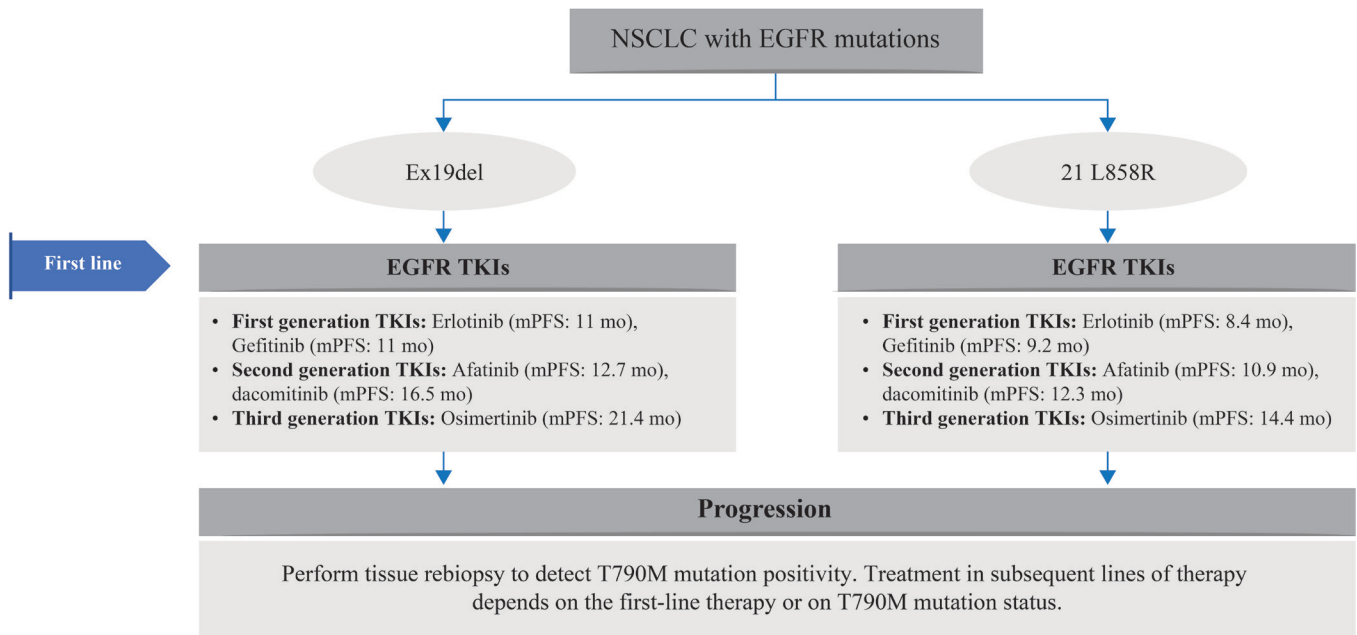 NSCLC with EGFR mutations
Ex19del
21 L858R
First line
EGFR TKIs
• First generation TKIs: Erlotinib (mPFS: 11 mo),
Gefitinib (mPFS: 11 mo)
• Second generation TKIs: Afatinib (mPFS: 12.7 mo),
dacomitinib (mPFS: 16.5 mo)
• Third generation TKIs: Osimertinib (mPFS: 21.4 mo)
EGFR TKIs
• First generation TKIs: Erlotinib (mPFS: 8.4 mo),
Gefitinib (mPFS: 9.2 mo)
• Second generation TKIs: Afatinib (mPFS: 10.9 mo),
dacomitinib (mPFS: 12.3 mo)
• Third generation TKIs: Osimertinib (mPFS: 14.4 mo)
Progression
Perform tissue rebiopsy to detect T790M mutation positivity. Treatment in subsequent lines of therapy
depends on the first-line therapy or on T790M mutation status.